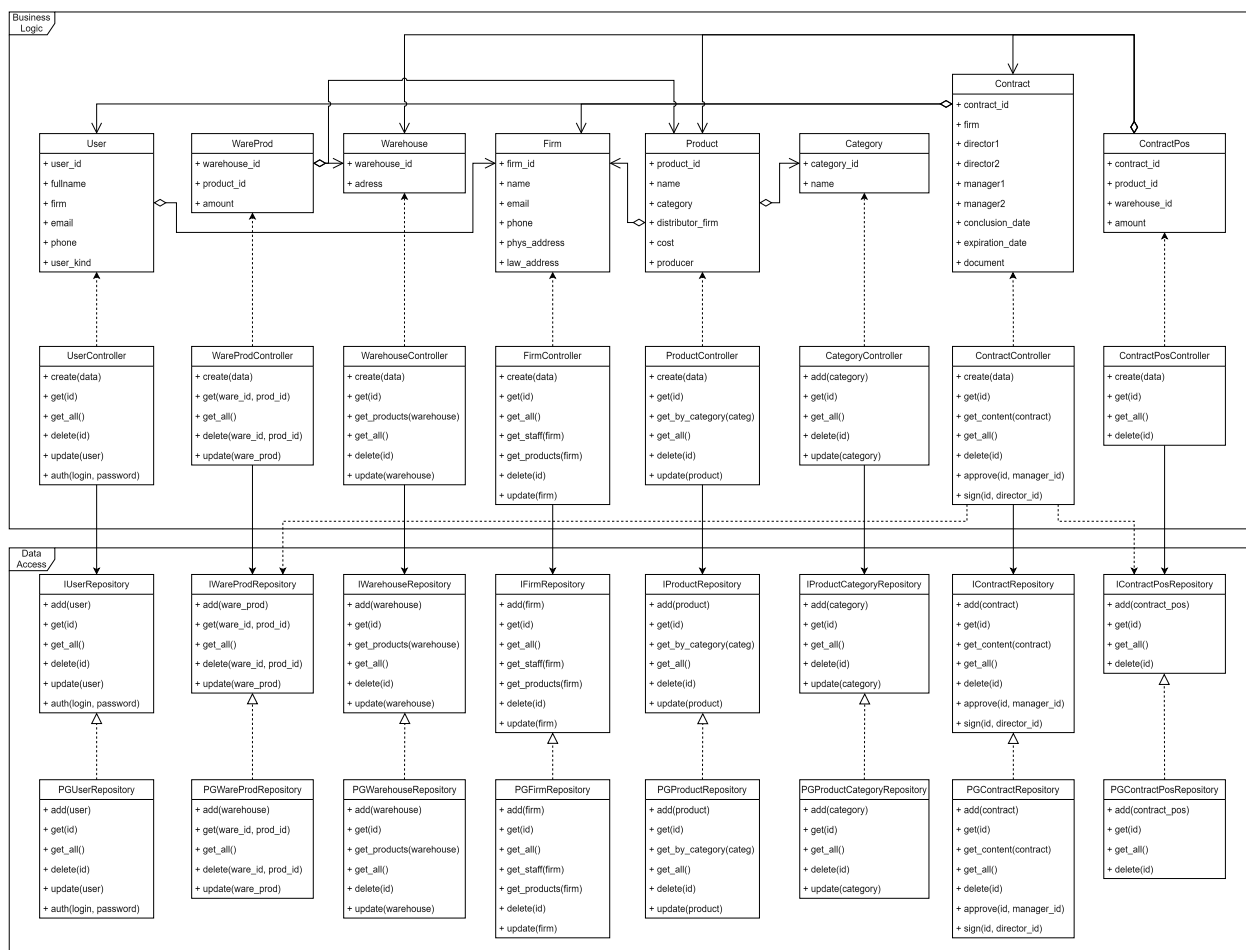 Business
Logic
User
+ user_id
+ fullname
+ firm
+ email
+ phone
+ user_kind
WareProd
+ warehouse_id
+ product_id
+ amount
Warehouse
+ warehouse_id
+ adress
Firm
+ firm_id
+ name
+ email
+ phone
+ phys_address
+ law_address
Product
+ product_id
+ name
+ category
+ distributor_firm
+ cost
+ producer
Category
+ category_id
+ name
Contract
+ contract_id
+ firm
+ director1
+ director2
+ manager1
+ manager2
+ conclusion_date
+ expiration_date
+ document
ContractPos
+ contract_id
+ product_id
+ warehouse_id
+ amount
UserController
+ create(data)
+ get(id)
+ get_all()
+ delete(id)
+ update(user)
+ auth(login, password)
WareProdController
+ create(data)
+ get(ware_id, prod_id)
+ get_all()
+ delete(ware_id, prod_id)
+ update(ware_prod)
WarehouseController
+ create(data)
+ get(id)
+ get_products(warehouse)
+ get_all()
+ delete(id)
+ update(warehouse)
FirmController
+ create(data)
+ get(id)
+ get_all()
+ get_staff(firm)
+ get_products(firm)
+ delete(id)
+ update(firm)
ProductController
+ create(data)
+ get(id)
+ get_by_category(categ)
+ get_all()
+ delete(id)
+ update(product)
CategoryController
+ add(category)
+ get(id)
+ get_all()
+ delete(id)
+ update(category)
ContractController
+ create(data)
+ get(id)
+ get_content(contract)
+ get_all()
+ delete(id)
+ approve(id, manager_id)
+ sign(id, director_id)
ContractPosController
+ create(data)
+ get(id)
+ get_all()
+ delete(id)
Data
Access
IUserRepository
+ add(user)
+ get(id)
+ get_all()
+ delete(id)
+ update(user)
+ auth(login, password)
IWareProdRepository
+ add(ware_prod)
+ get(ware_id, prod_id)
+ get_all()
+ delete(ware_id, prod_id)
+ update(ware_prod)
IWarehouseRepository
+ add(warehouse)
+ get(id)
+ get_products(warehouse)
+ get_all()
+ delete(id)
+ update(warehouse)
IFirmRepository
+ add(firm)
+ get(id)
+ get_all()
+ get_staff(firm)
+ get_products(firm)
+ delete(id)
+ update(firm)
IProductRepository
+ add(product)
+ get(id)
+ get_by_category(categ)
+ get_all()
+ delete(id)
+ update(product)
IProductCategoryRepository
+ add(category)
+ get(id)
+ get_all()
+ delete(id)
+ update(category)
IContractRepository
+ add(contract)
+ get(id)
+ get_content(contract)
+ get_all()
+ delete(id)
+ approve(id, manager_id)
+ sign(id, director_id)
IContractPosRepository
+ add(contract_pos)
+ get(id)
+ get_all()
+ delete(id)
PGUserRepository
+ add(user)
+ get(id)
+ get_all()
+ delete(id)
+ update(user)
+ auth(login, password)
PGWareProdRepository
+ add(warehouse)
+ get(ware_id, prod_id)
+ get_all()
+ delete(ware_id, prod_id)
+ update(ware_prod)
PGWarehouseRepository
+ add(warehouse)
+ get(id)
+ get_products(warehouse)
+ get_all()
+ delete(id)
+ update(warehouse)
PGFirmRepository
+ add(firm)
+ get(id)
+ get_all()
+ get_staff(firm)
+ get_products(firm)
+ delete(id)
+ update(firm)
PGProductRepository
+ add(product)
+ get(id)
+ get_by_category(categ)
+ get_all()
+ delete(id)
+ update(product)
PGProductCategoryRepository
+ add(category)
+ get(id)
+ get_all()
+ delete(id)
+ update(category)
PGContractRepository
+ add(contract)
+ get(id)
+ get_content(contract)
+ get_all()
+ delete(id)
+ approve(id, manager_id)
+ sign(id, director_id)
PGContractPosRepository
+ add(contract_pos)
+ get(id)
+ get_all()
+ delete(id)